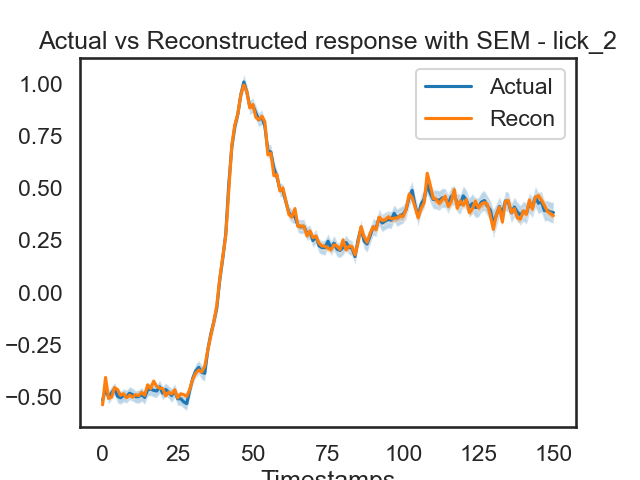 Actual vs Reconstructed response with SEM - lick_2
Actual
Recon
1.00
0.75
0.50
0.25
0.00
−0.25
−0.50
0 25 50 75 100 125 150
Timestamps